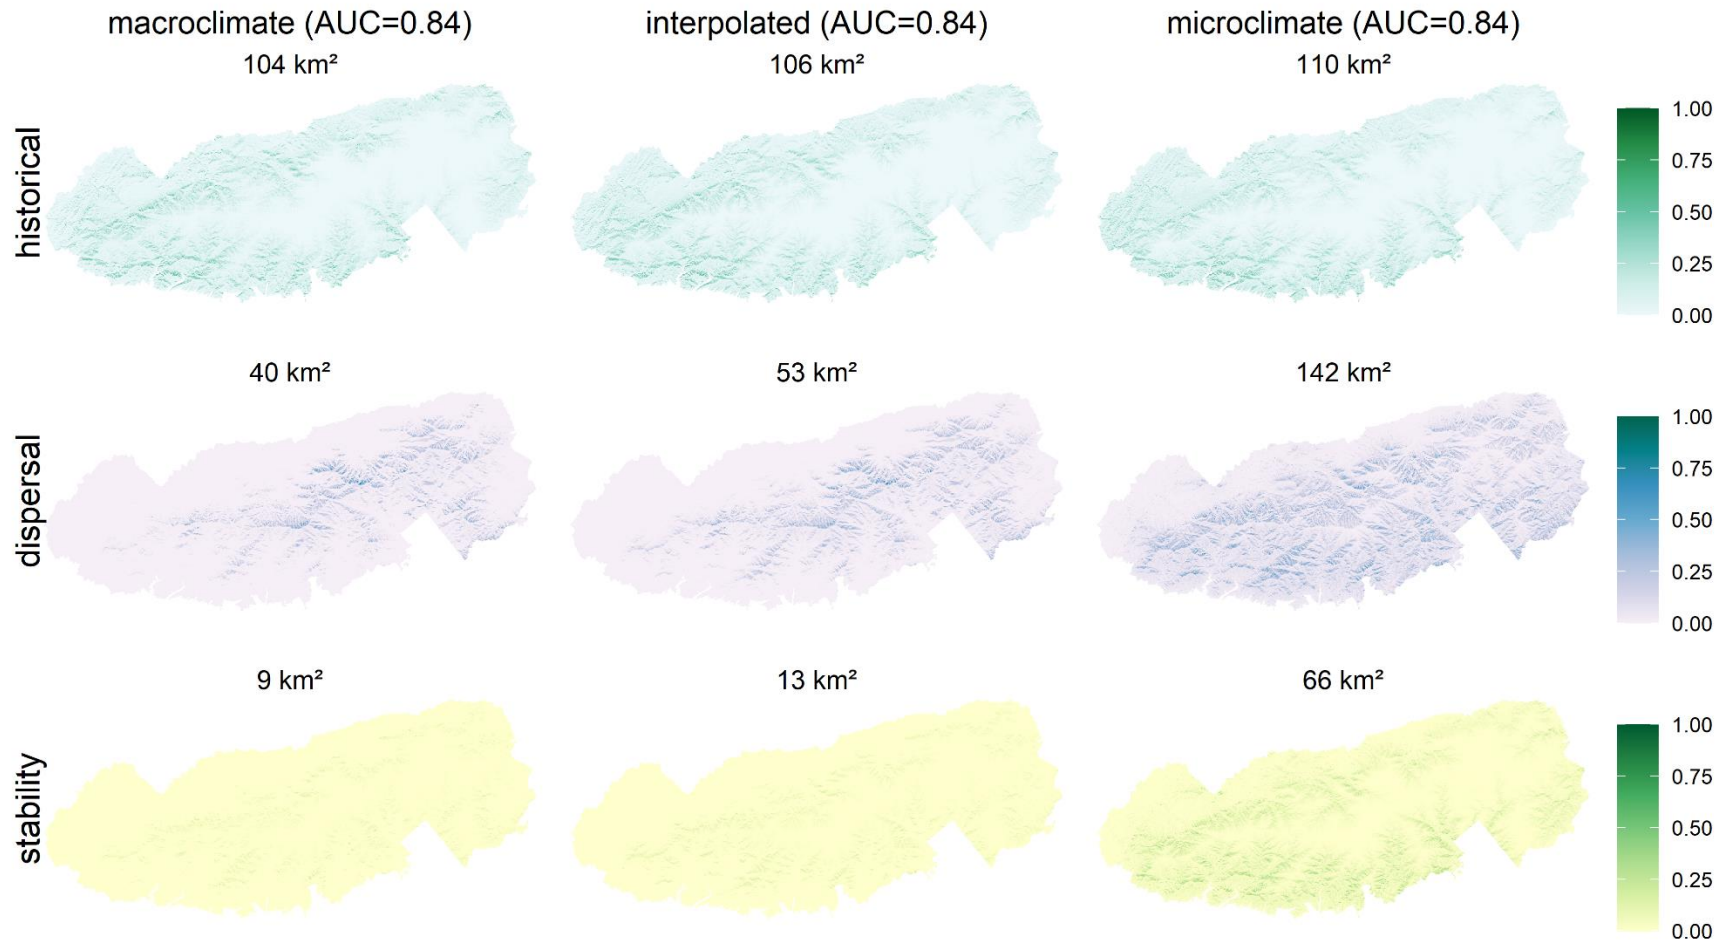 macroclimate (AUC=0.84) interpolated (AUC=0.84) microclimate (AUC=0.84)
104 km² 106 km² 110 km²
historical
1.00
0.75
0.50
0.25
0.00
40 km² 53 km² 142 km²
dispersal
1.00
0.75
0.50
0.25
0.00
9 km² 13 km² 66 km²
stability
1.00
0.75
0.50
0.25
0.00